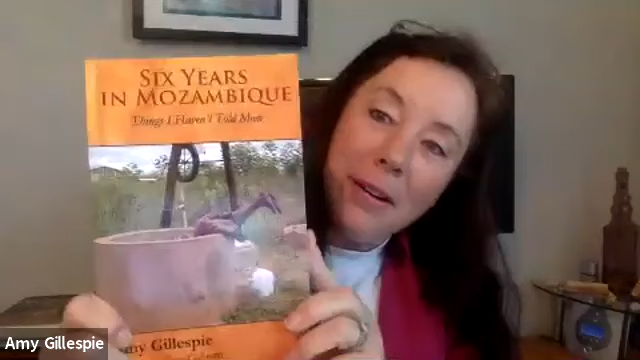 SIX YEARS
IN MOZAMBIQUE
Things I Haven't Told Mom
my Gillespie
Amy Gillespie